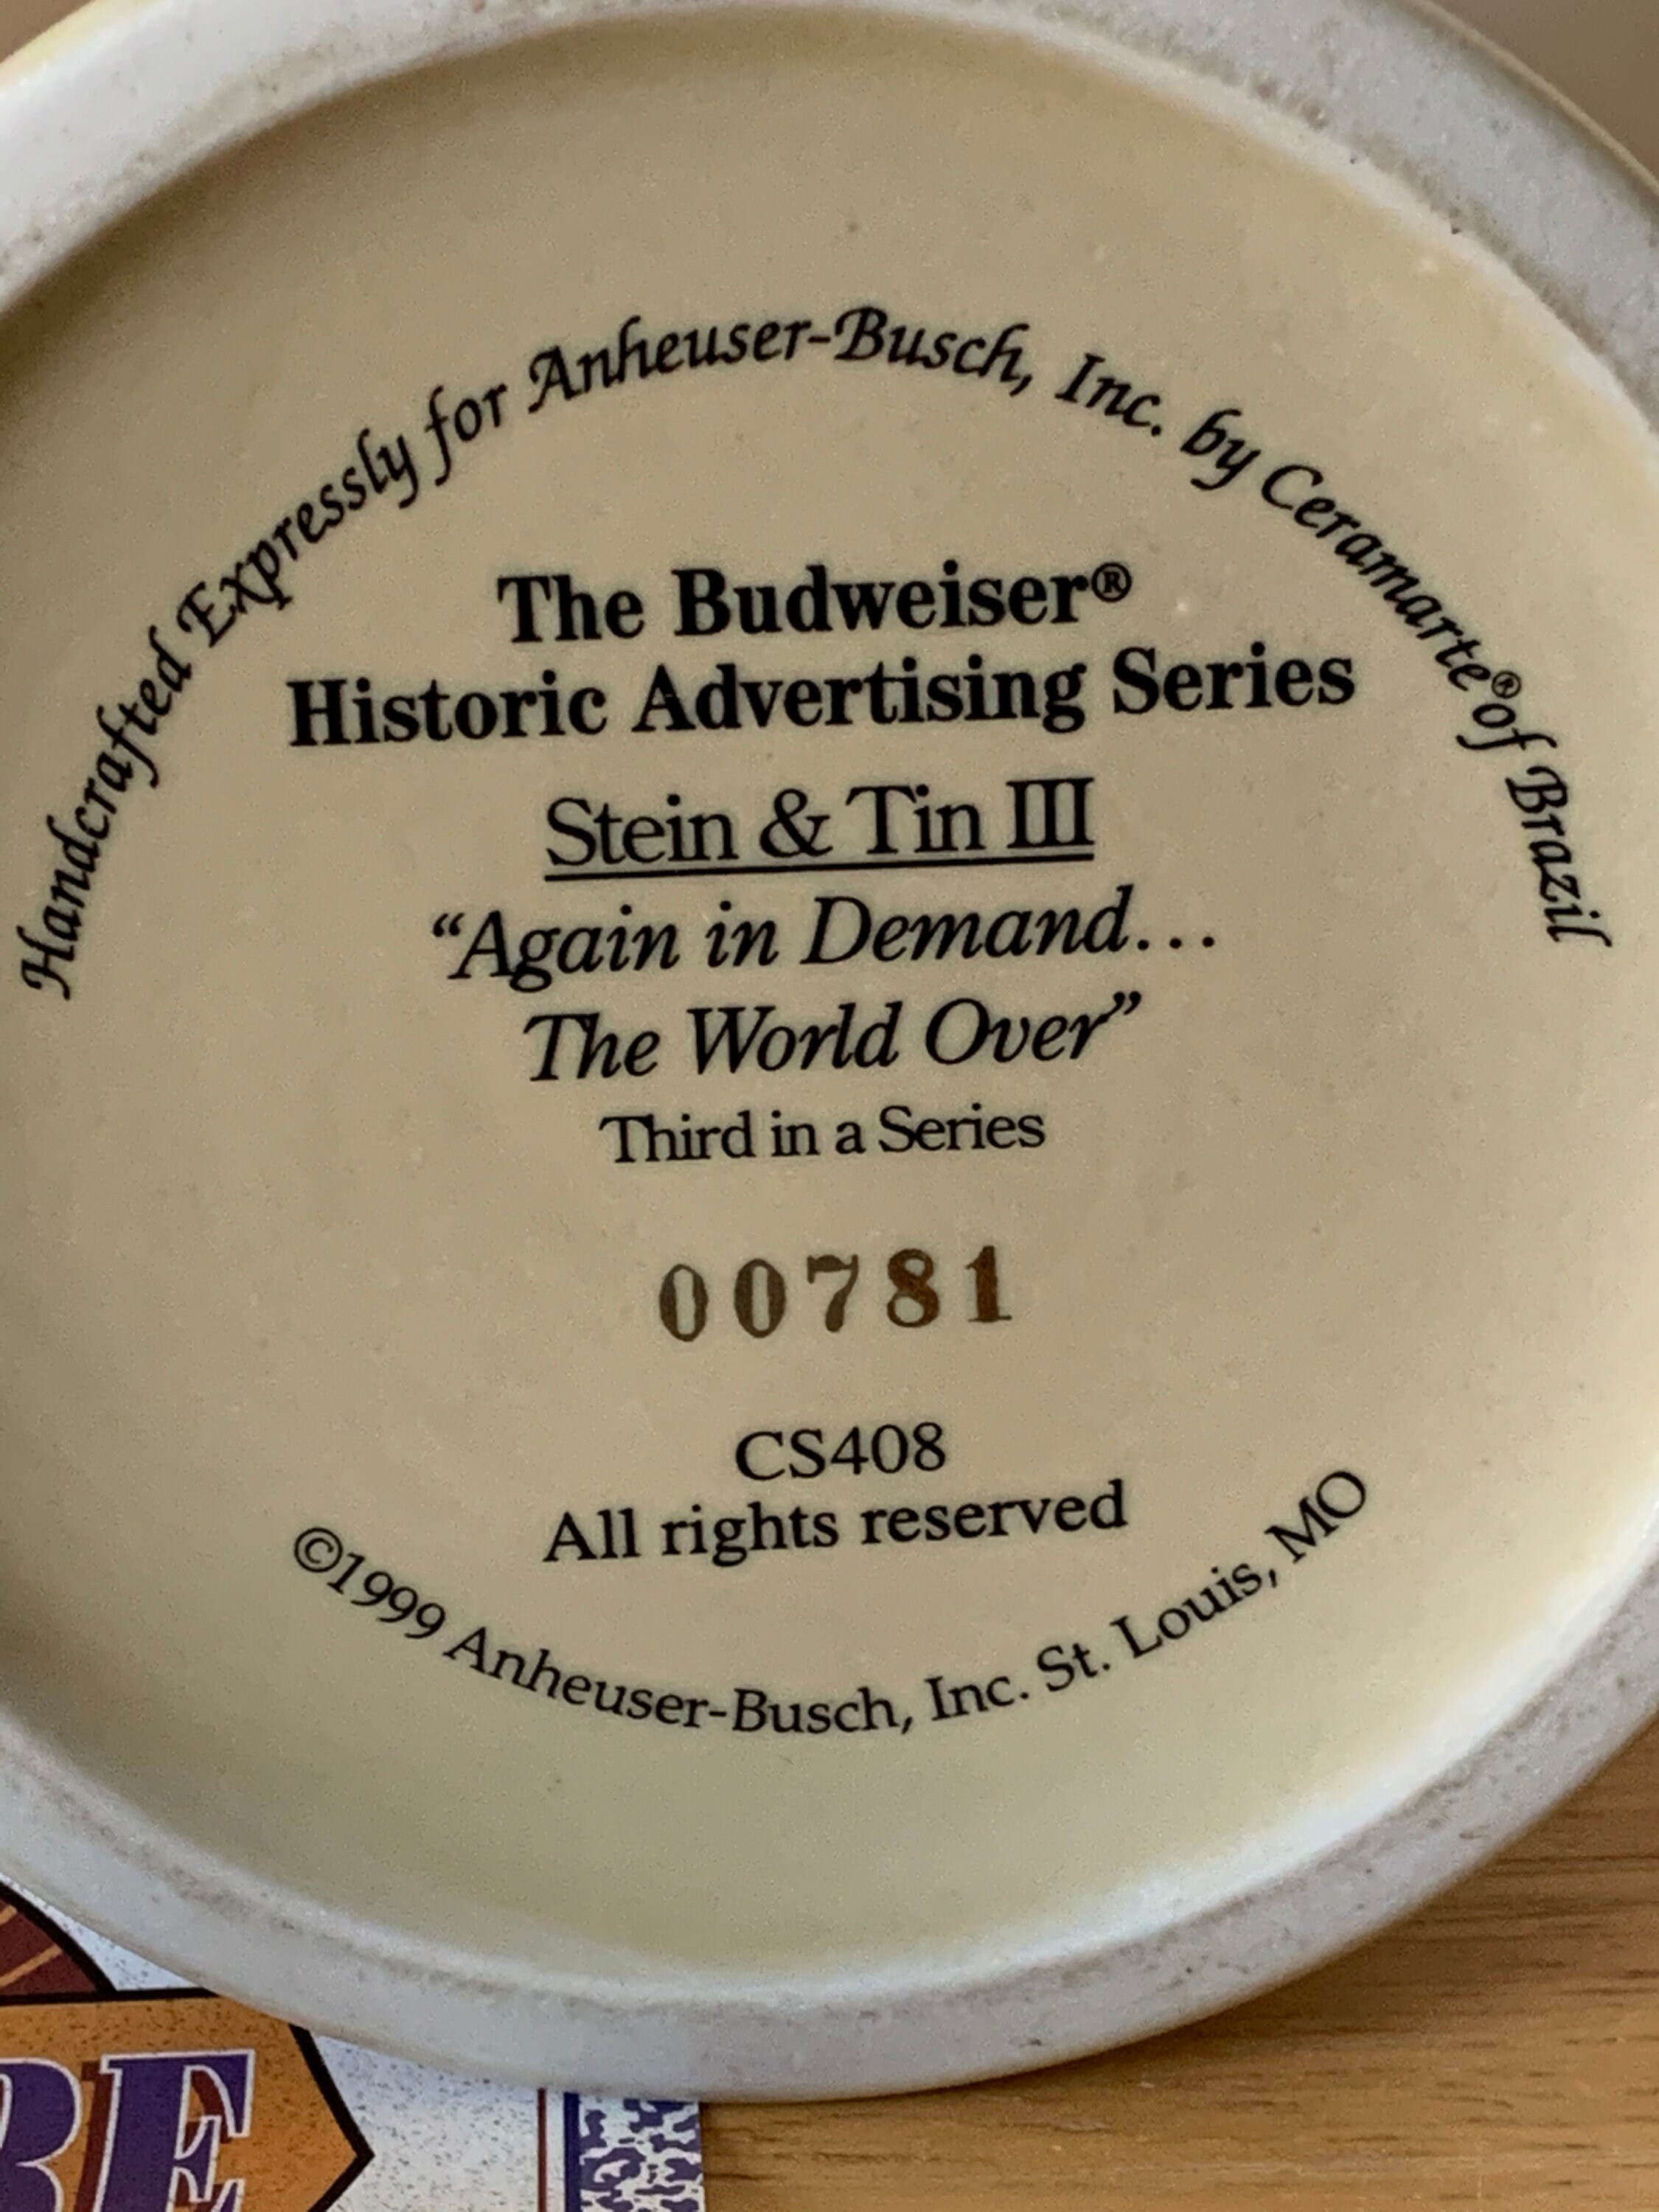 Handcrafted Expressly for Anheuser-Busch, Inc. by Ceramarte® of Brazil
The Budweiser®
Historic Advertising Series
Stein & Tin III
“Again in Demand...
The World Over”
Third in a Series
00781
CS408
All rights reserved
©1999 Anheuser-Busch, Inc. St. Louis, MO